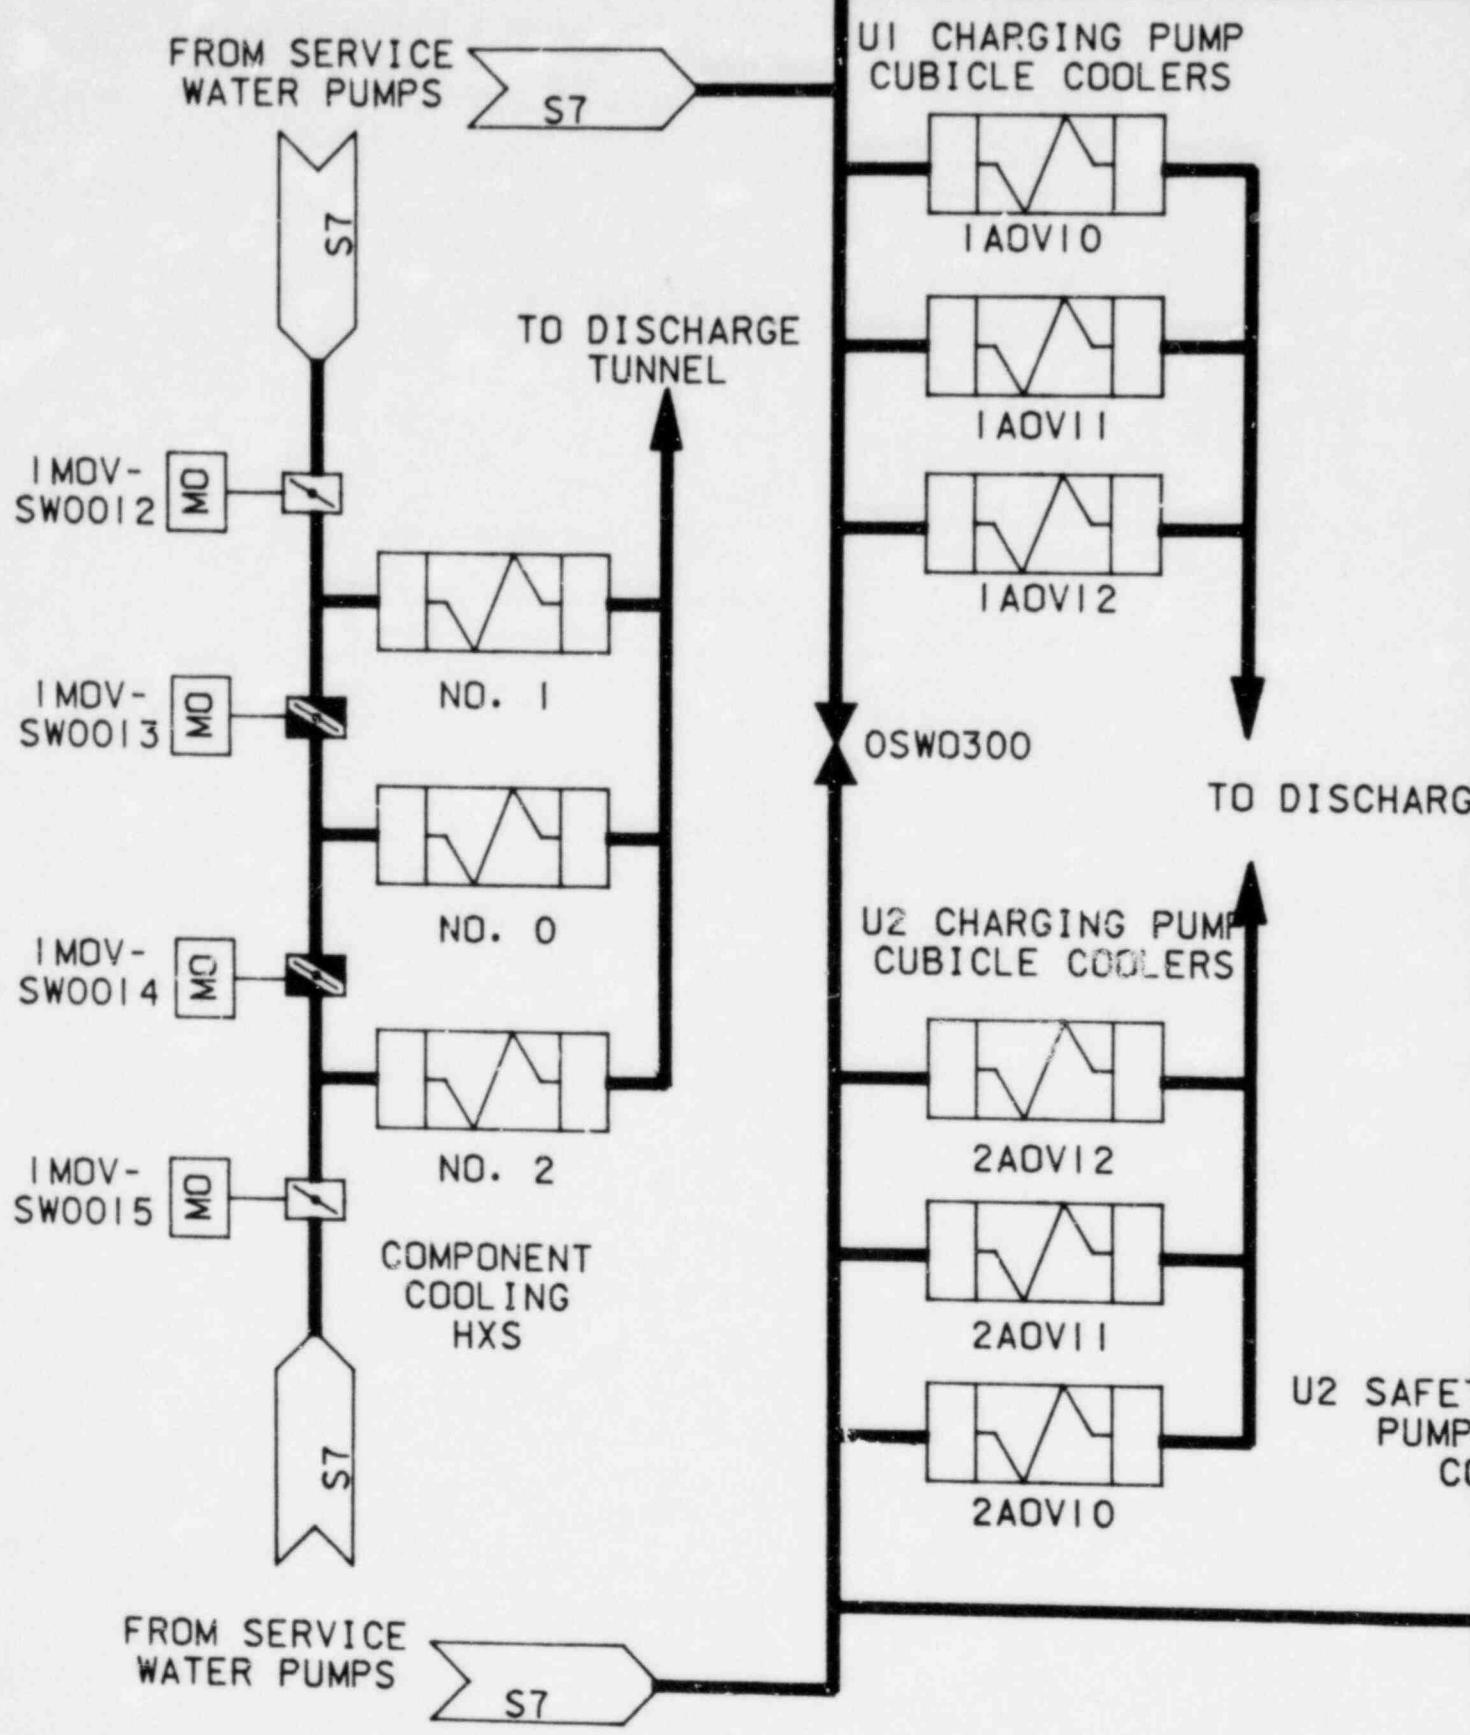 FROM SERVICE
WATER PUMPS
S7
S7
U1 CHARGING PUMP
CUBICLE COOLERS
1AOV10
1AOV11
1AOV12
TO DISCHARGE
TUNNEL
1MOV-
SW0012
MO
NO. 1
1MOV-
SW0013
MO
NO. 0
1MOV-
SW0014
MO
NO. 2
1MOV-
SW0015
MO
COMPONENT
COOLING
HXS
S7
FROM SERVICE
WATER PUMPS
S7
OSW0300
TO DISCHARG
U2 CHARGING PUMP
CUBICLE COOLERS
2AOV12
2AOV11
2AOV10
U2 SAFET
PUMP
CO